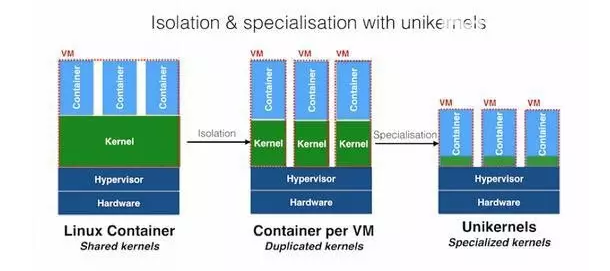 Isolation & specialisation with unikernels
VM
Container
Container
Container
Kernel
Hypervisor
Hardware
Linux Container
Shared kernels
Isolation
VM
VM
VM
Container
Container
Container
Kernel
Kernel
Kernel
Hypervisor
Hardware
Container per VM
Duplicated kernels
Specialisation
VM
VM
VM
Container
Container
Container
Hypervisor
Hardware
Unikernels
Specialized kernels